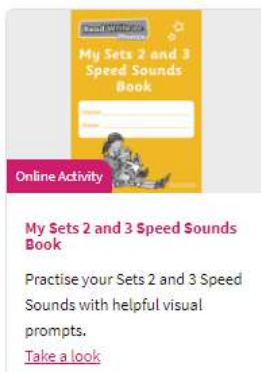 Read Write Inc.
Phonics
My Sets 2 and 3
Speed Sounds
Book
Name
Online Activity
My Sets 2 and 3 Speed Sounds
Book
Practise your Sets 2 and 3 Speed
Sounds with helpful visual
prompts.
Take a look